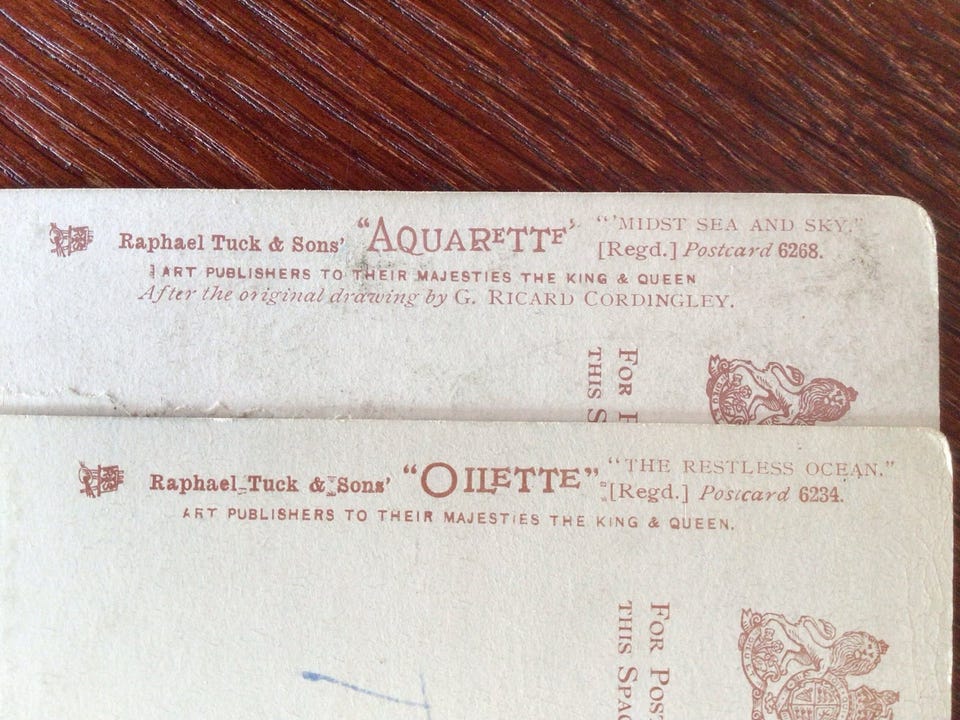 Raphael Tuck & Sons' “AQUARETTE” “'MIDST SEA AND SKY.”
[Regd.] Postcard 6268.
ART PUBLISHERS TO THEIR MAJESTIES THE KING & QUEEN
After the original drawing by G. RICARD CORDINGLEY.
FOR
THIS
Raphael Tuck & Sons' “OILETTE” “THE RESTLESS OCEAN.”
[Regd.] Postcard 6234.
ART PUBLISHERS TO THEIR MAJESTIES THE KING & QUEEN.
FOR POST
THIS SPAC